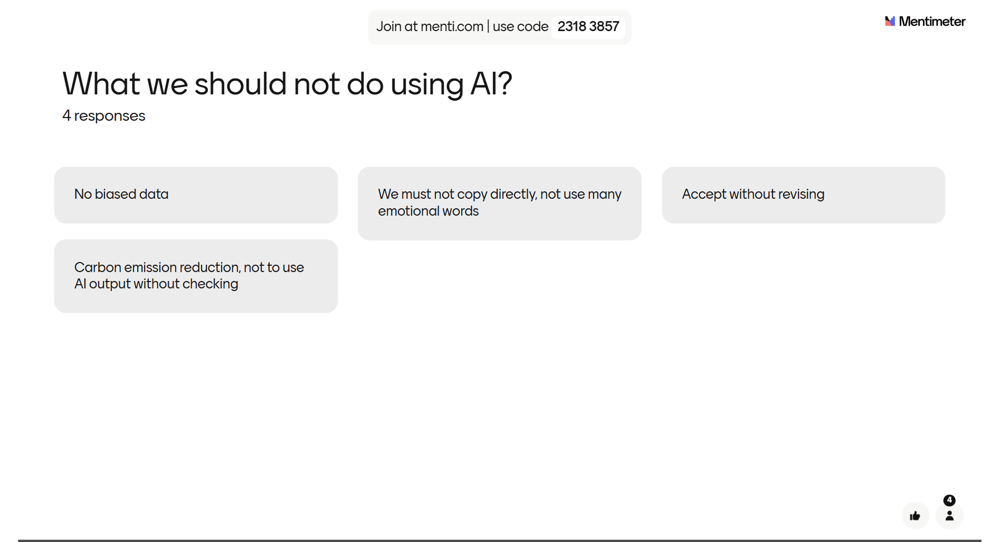 Join at menti.com | use code 2318 3857
Mentimeter
What we should not do using AI?
4 responses
No biased data
We must not copy directly, not use many
emotional words
Accept without revising
Carbon emission reduction, not to use
AI output without checking
4